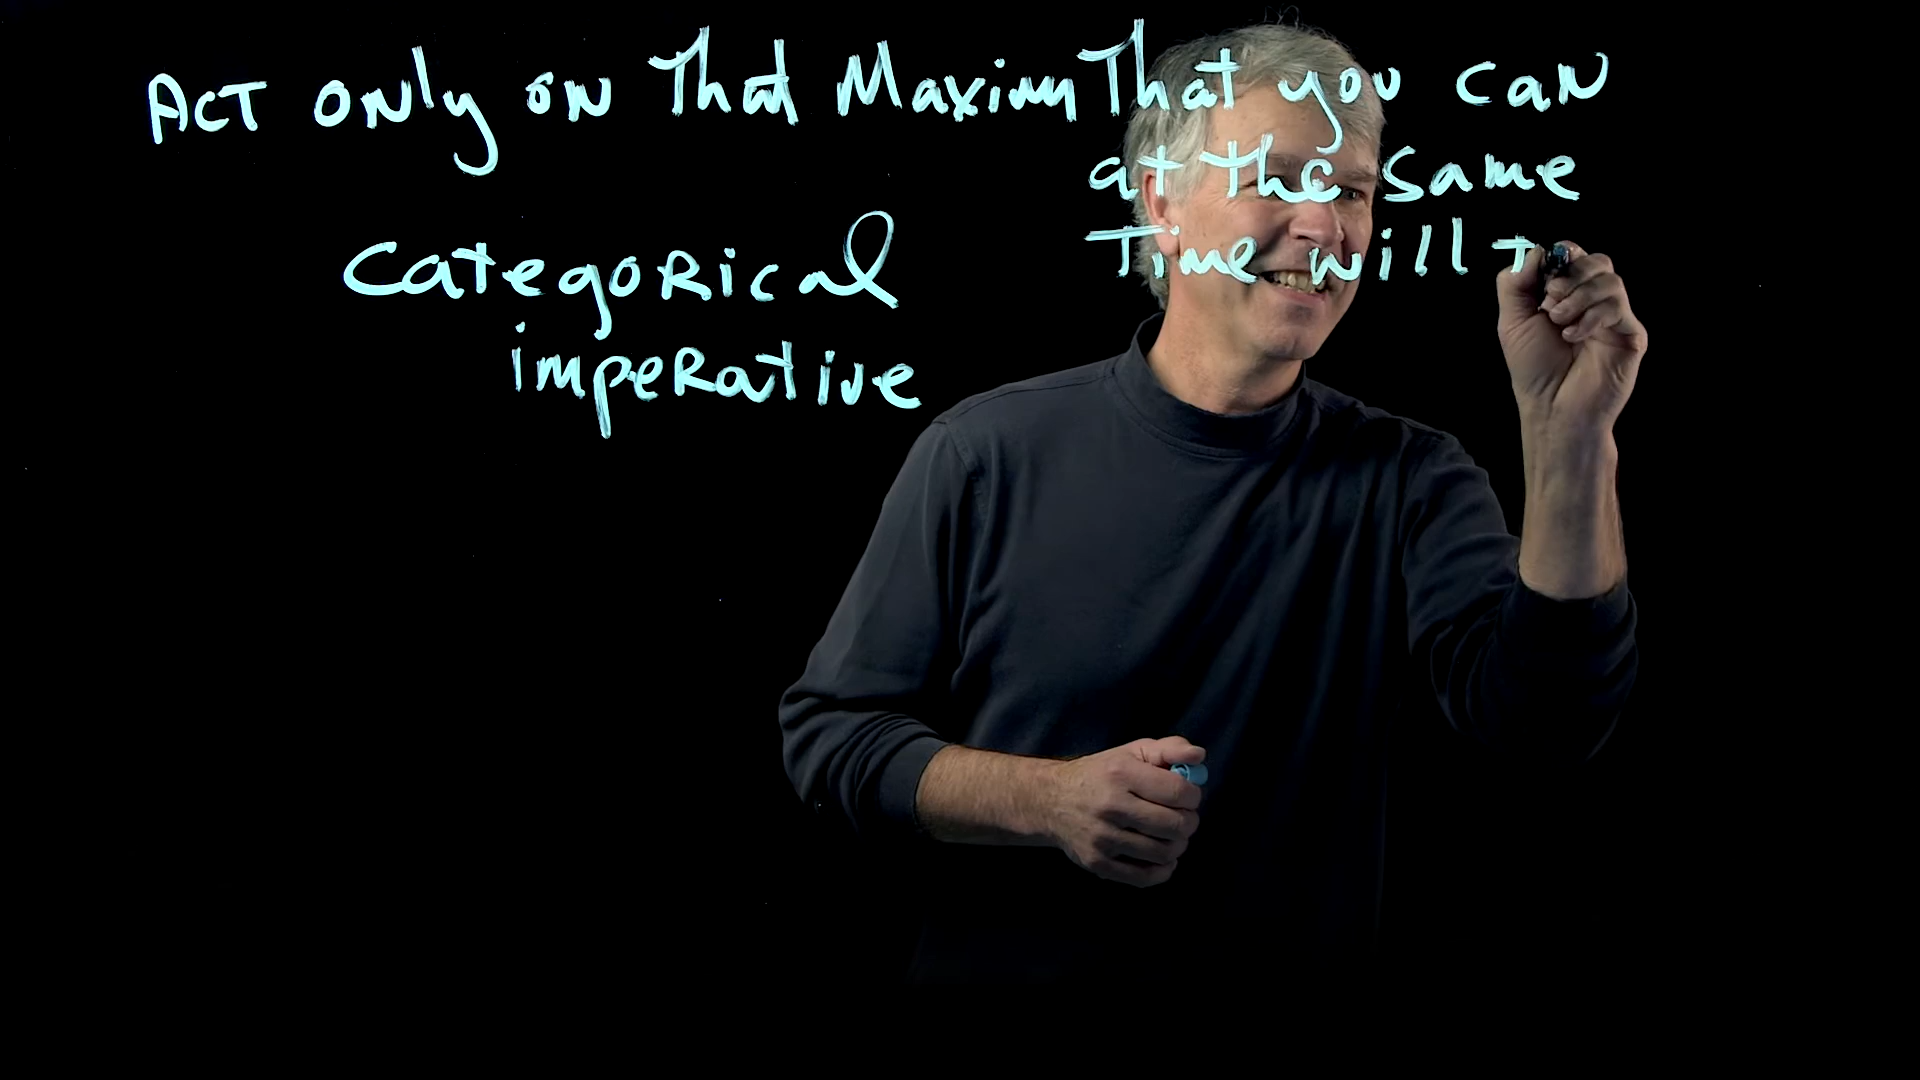 Act only on that Maxim That you can
at the same
Time will T
Categorical
imperative